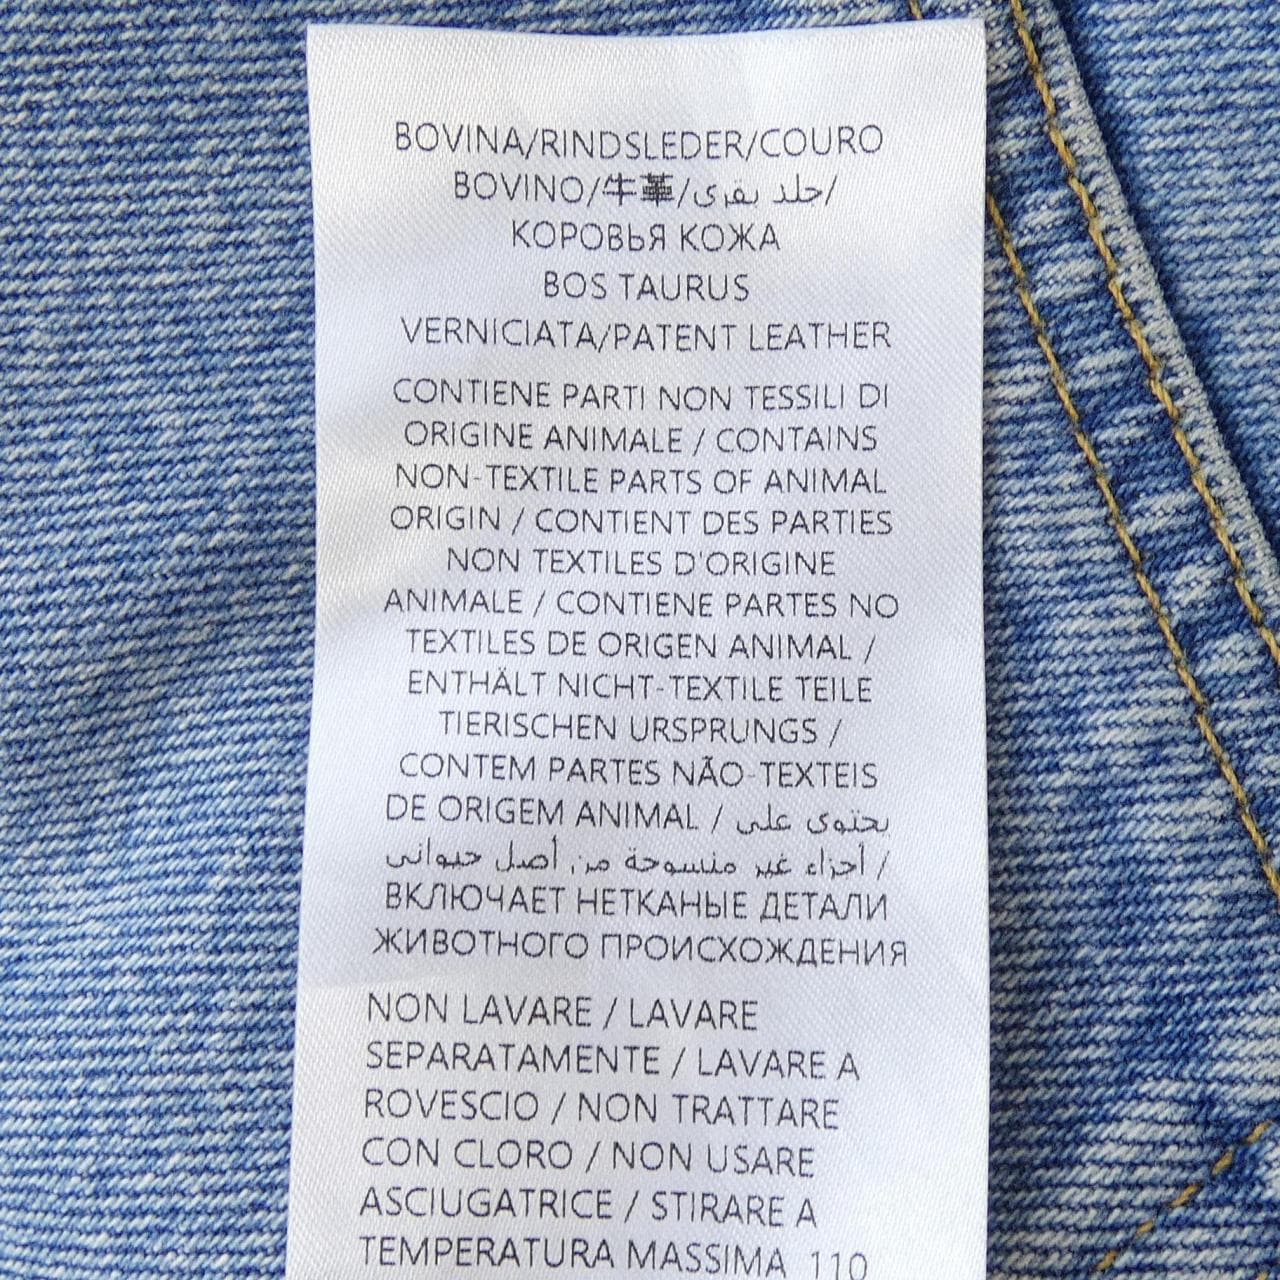 BOVINA/RINDSLEDER/COURO
BOVINO/牛革/جلد بقرى/
КОРОВЬЯ КОЖА
BOS TAURUS
VERNICIATA/PATENT LEATHER
CONTIENE PARTI NON TESSILI DI
ORIGINE ANIMALE / CONTAINS
NON-TEXTILE PARTS OF ANIMAL
ORIGIN / CONTIENT DES PARTIES
NON TEXTILES D'ORIGINE
ANIMALE / CONTIENE PARTES NO
TEXTILES DE ORIGEN ANIMAL /
ENTHÄLT NICHT-TEXTILE TEILE
TIERISCHEN URSPRUNGS /
CONTEM PARTES NÃO-TEXTEIS
DE ORIGEM ANIMAL / يحتوى على
أجزاء غير منسوجة من أصل حيوانى /
ВКЛЮЧАЕТ НЕТКАНЫЕ ДЕТАЛИ
ЖИВОТНОГО ПРОИСХОЖДЕНИЯ
NON LAVARE / LAVARE
SEPARATAMENTE / LAVARE A
ROVESCIO / NON TRATTARE
CON CLORO / NON USARE
ASCIUGATRICE / STIRARE A
TEMPERATURA MASSIMA 110